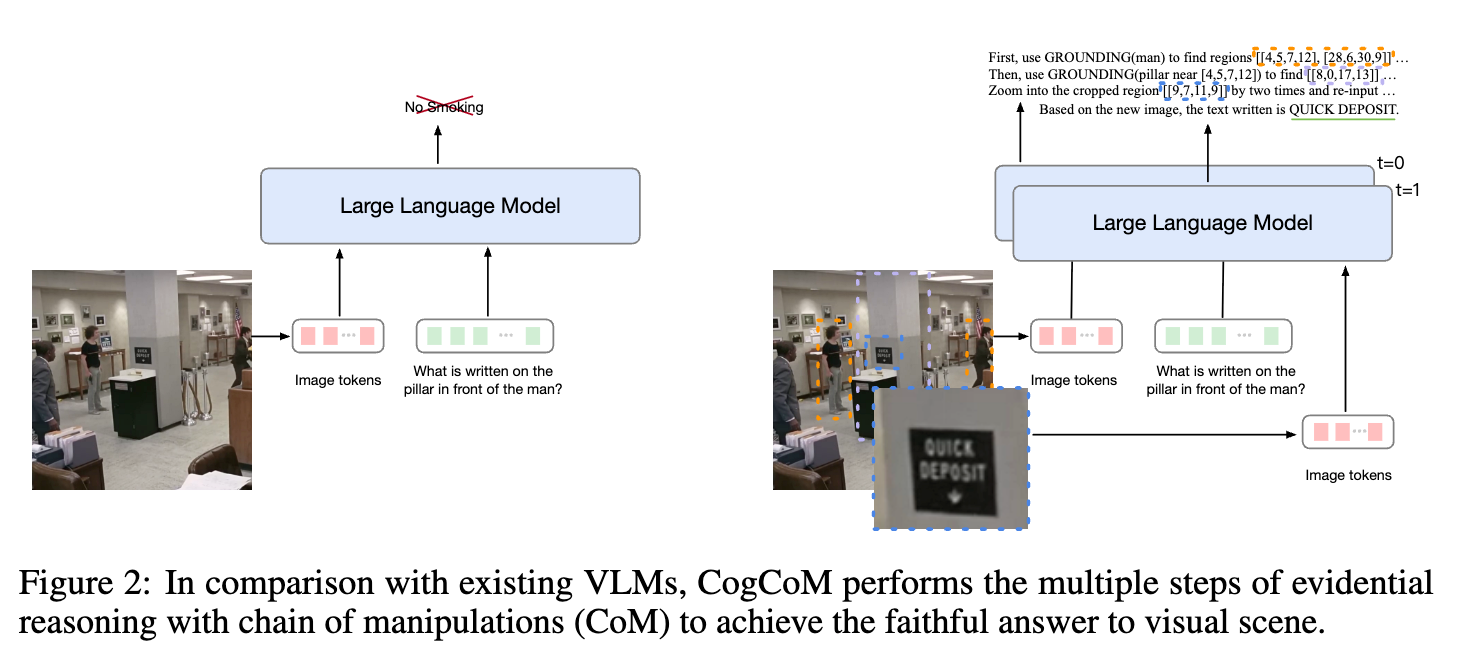 No Smoking
Large Language Model
Image tokens
What is written on the
pillar in front of the man?
First, use GROUNDING(man) to find regions [[4,5,7,12], [28,6,30,9]] …
Then, use GROUNDING(pillar near [4,5,7,12]) to find [[8,0,17,13]] …
Zoom into the cropped region [[9,7,11,9]] by two times and re-input …
Based on the new image, the text written is QUICK DEPOSIT.
t=0
t=1
Large Language Model
Image tokens
What is written on the
pillar in front of the man?
QUICK
DEPOSIT
Image tokens
Figure 2: In comparison with existing VLMs, CogCoM performs the multiple steps of evidential
reasoning with chain of manipulations (CoM) to achieve the faithful answer to visual scene.